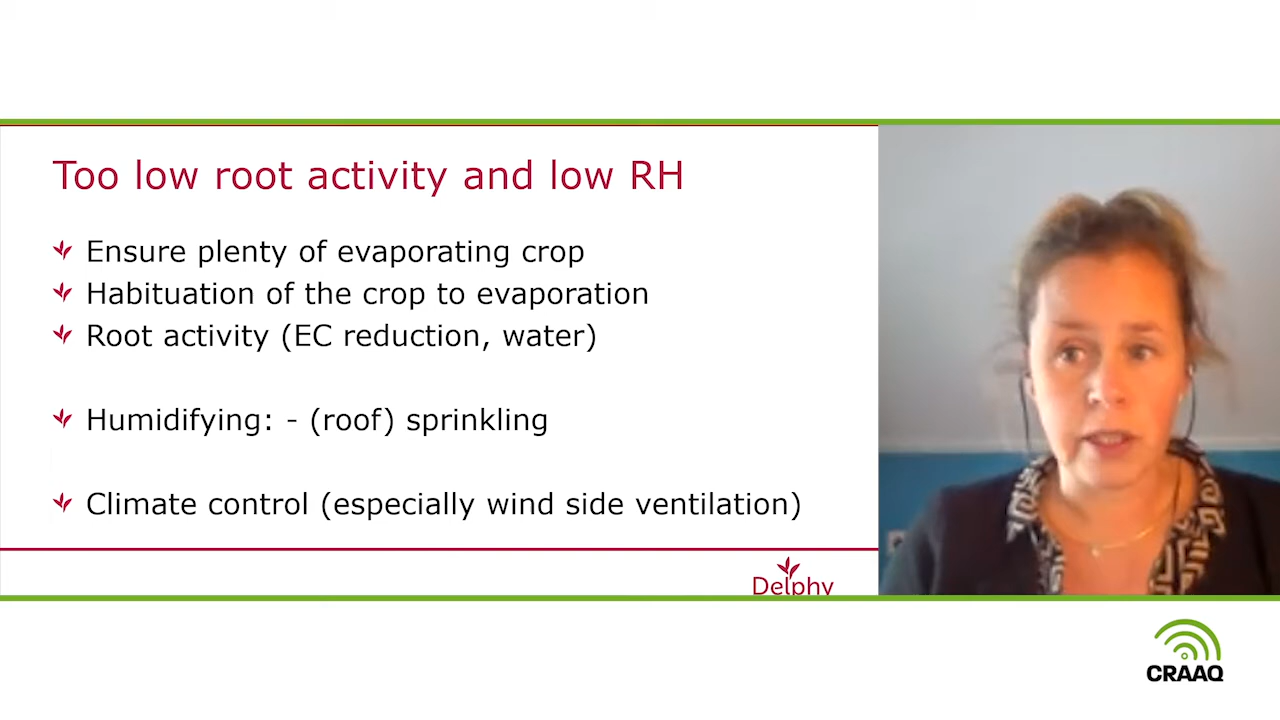 Too low root activity and low RH
Ensure plenty of evaporating crop
Habituation of the crop to evaporation
Root activity (EC reduction, water)
Humidifying: - (roof) sprinkling
Climate control (especially wind side ventilation)
Delphy
CRAAQ